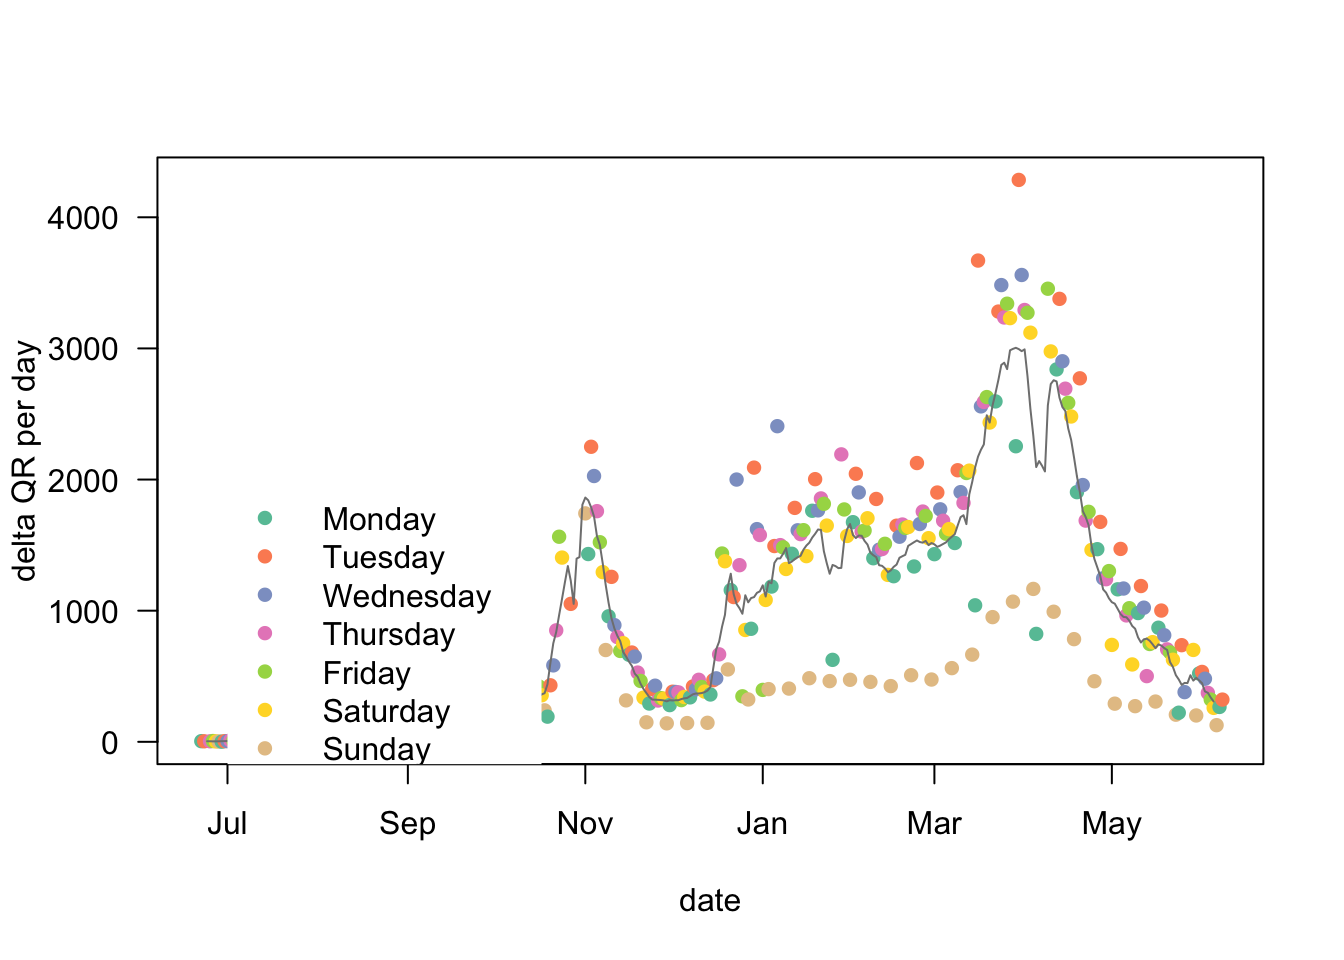 delta QR per day
4000
3000
2000
1000
0
Monday
Tuesday
Wednesday
Thursday
Friday
Saturday
Sunday
Jul Sep Nov Jan Mar May
date